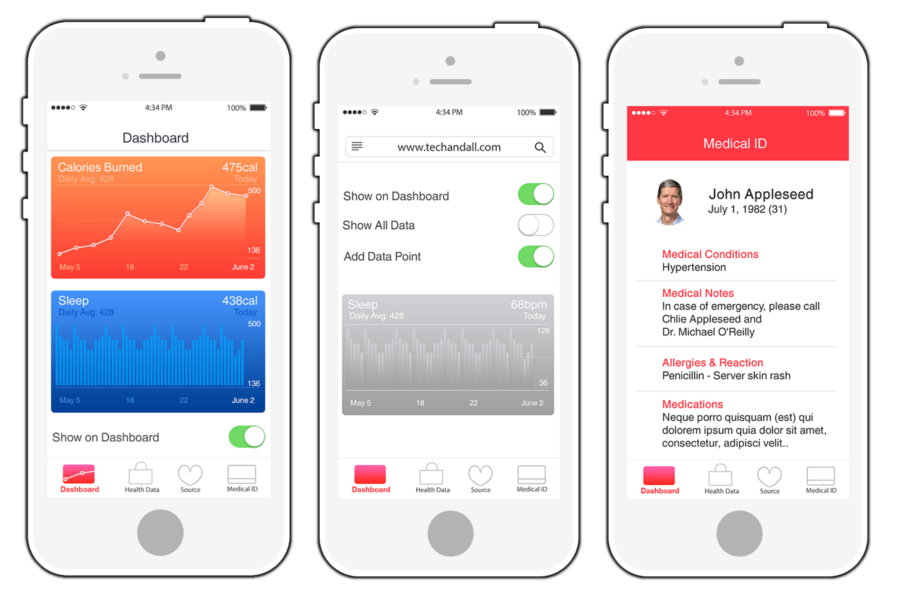 4:34 PM
100%
Dashboard
Calories Burned
475cal
Daily Avg: 428
Today
500
136
May 5
18
22
June 2
Sleep
438cal
Daily Avg: 428
Today
500
136
May 5
18
22
June 2
Show on Dashboard
Dashboard
Health Data
Source
Medical ID
4:34 PM
100%
www.techandall.com
Show on Dashboard
Show All Data
Add Data Point
Sleep
68bpm
Daily Avg: 428
Today
128
36
May 5
18
22
June 2
Dashboard
Health Data
Source
Medical ID
4:34 PM
100%
Medical ID
John Appleseed
July 1, 1982 (31)
Medical Conditions
Hypertension
Medical Notes
In case of emergency, please call
Chlie Appleseed and
Dr. Michael O'Reilly
Allergies & Reaction
Penicillin - Server skin rash
Medications
Neque porro quisquam (est) qui
dolorem ipsum quia dolor sit amet,
consectetur, adipisci velit..
Dashboard
Health Data
Source
Medical ID